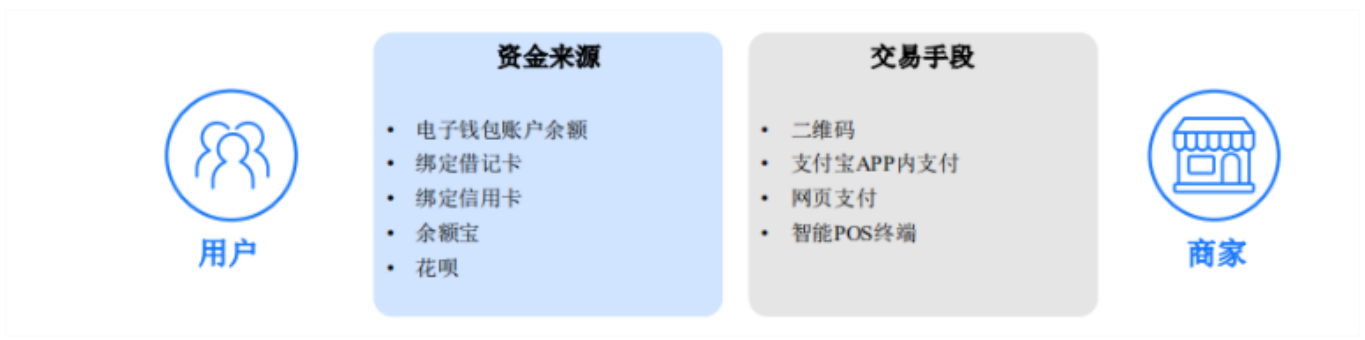 用户
资金来源
• 电子钱包账户余额
• 绑定借记卡
• 绑定信用卡
• 余额宝
• 花呗
交易手段
• 二维码
• 支付宝APP内支付
• 网页支付
• 智能POS终端
商家